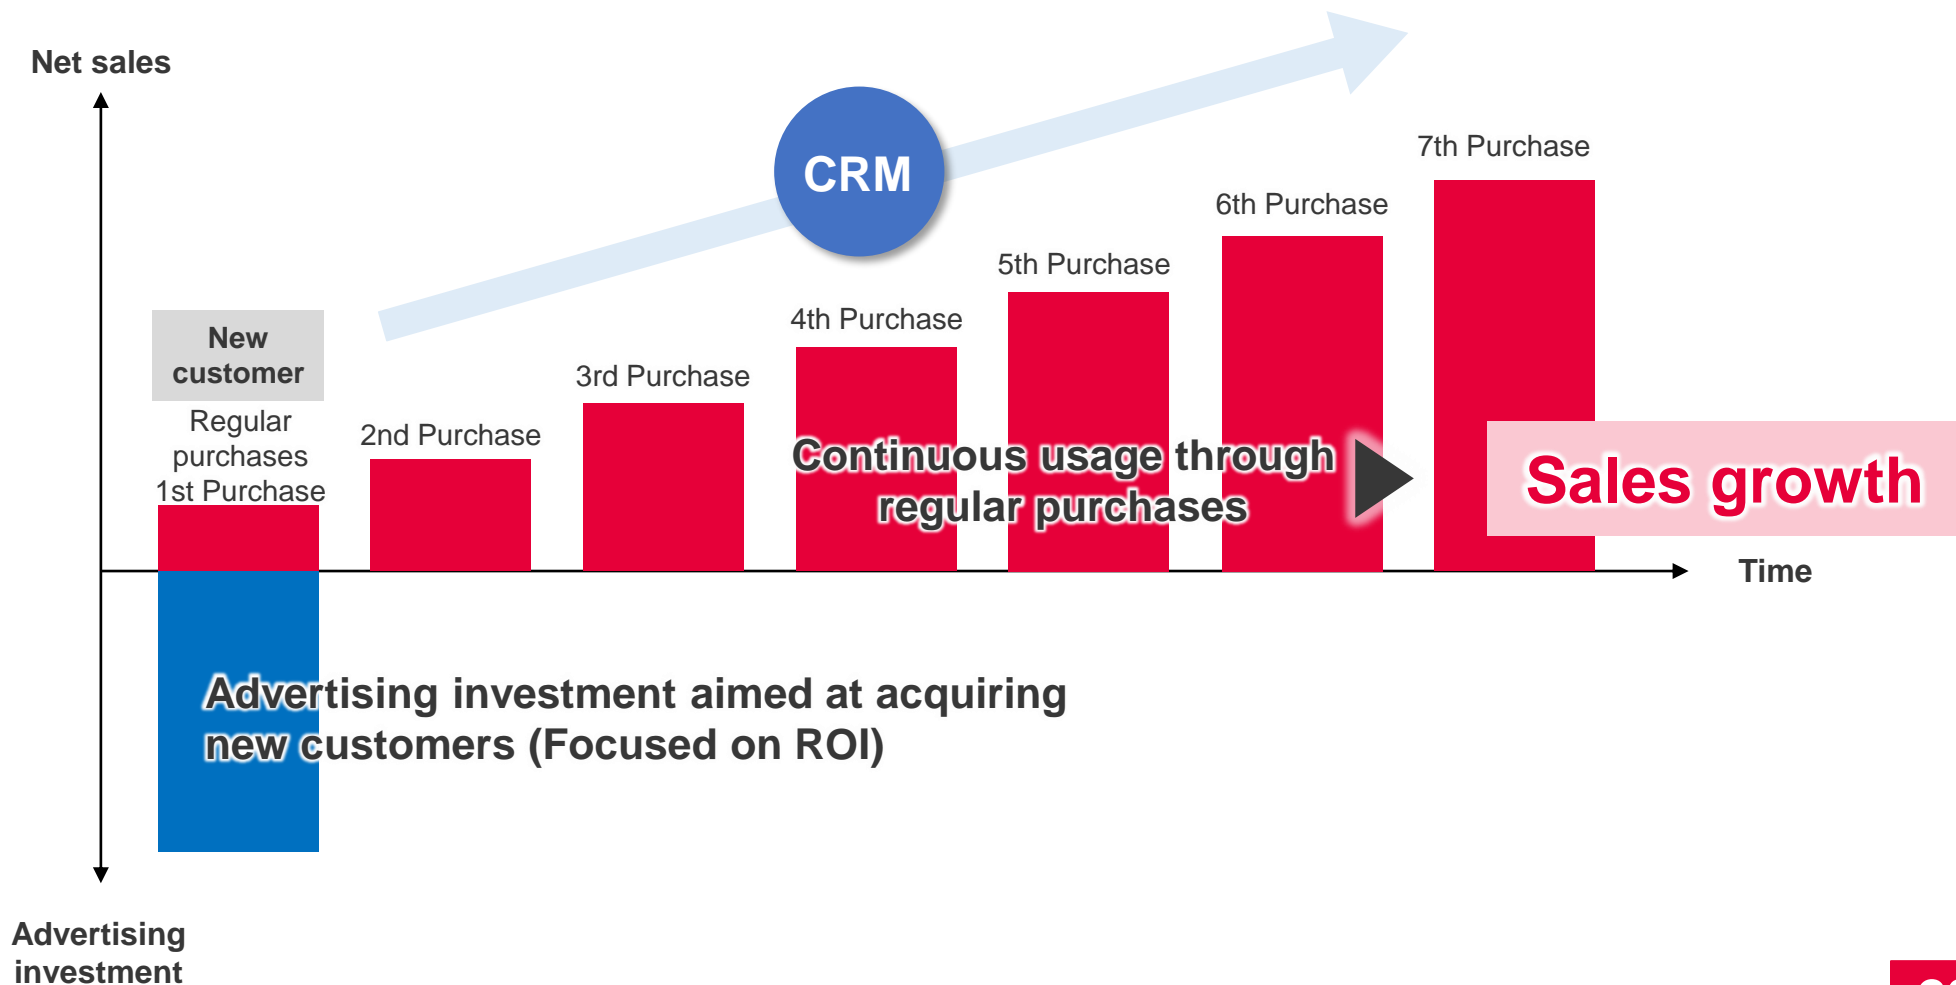 Net sales
CRM
7th Purchase
6th Purchase
5th Purchase
4th Purchase
3rd Purchase
2nd Purchase
New
customer
Regular
purchases
1st Purchase
Continuous usage through
regular purchases
Sales growth
Time
Advertising investment aimed at acquiring
new customers (Focused on ROI)
Advertising
investment